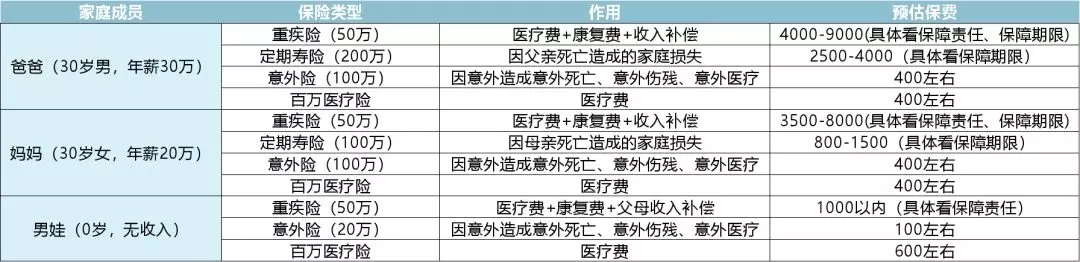 家庭成员 保险类型 作用 预估保费
爸爸（30岁男，年薪30万）
重疾险（50万） 医疗费+康复费+收入补偿 4000-9000(具体看保障责任、保障期限)
定期寿险（200万） 因父亲死亡造成的家庭损失 2500-4000（具体看保障期限）
意外险（100万） 因意外造成意外死亡、意外伤残、意外医疗 400左右
百万医疗险 医疗费 400左右
妈妈（30岁女，年薪20万）
重疾险（50万） 医疗费+康复费+收入补偿 3500-8000(具体看保障责任、保障期限)
定期寿险（100万） 因母亲死亡造成的家庭损失 800-1500（具体看保障期限）
意外险（100万） 因意外造成意外死亡、意外伤残、意外医疗 400左右
百万医疗险 医疗费 400左右
男娃（0岁，无收入）
重疾险（50万） 医疗费+康复费+父母收入补偿 1000以内（具体看保障责任）
意外险（20万） 因意外造成意外死亡、意外伤残、意外医疗 100左右
百万医疗险 医疗费 600左右